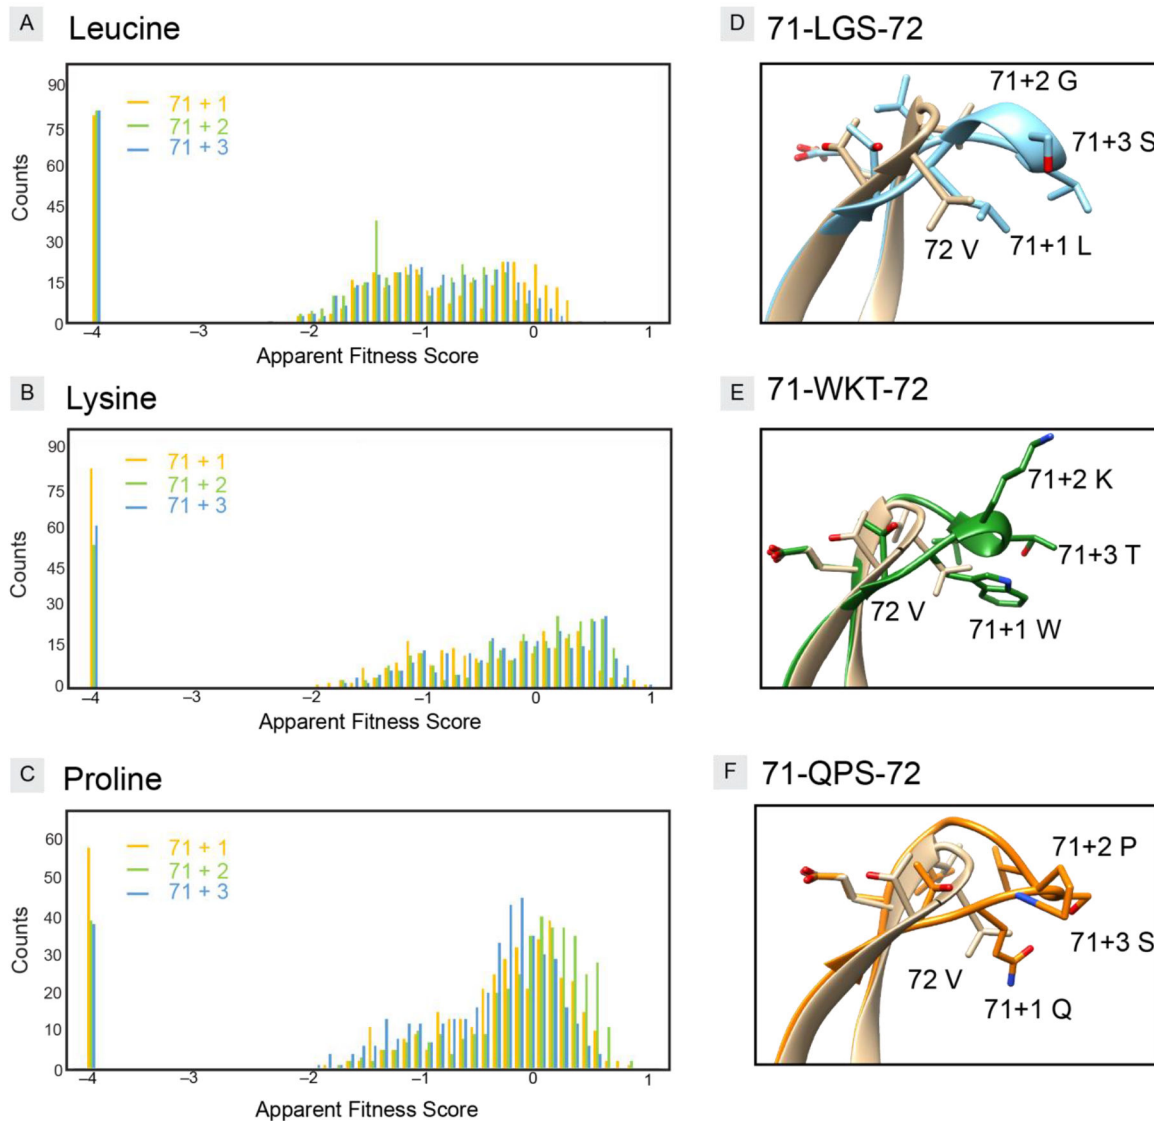 A Leucine
90
75
60
45
30
15
0
Counts
71 + 1
71 + 2
71 + 3
–4 –3 –2 –1 0 1
Apparent Fitness Score
B Lysine
90
75
60
45
30
15
0
Counts
71 + 1
71 + 2
71 + 3
–4 –3 –2 –1 0 1
Apparent Fitness Score
C Proline
60
50
40
30
20
10
0
Counts
71 + 1
71 + 2
71 + 3
–4 –3 –2 –1 0 1
Apparent Fitness Score
D 71-LGS-72
71+2 G
71+3 S
72 V
71+1 L
E 71-WKT-72
71+2 K
71+3 T
72 V
71+1 W
F 71-QPS-72
71+2 P
71+3 S
72 V
71+1 Q